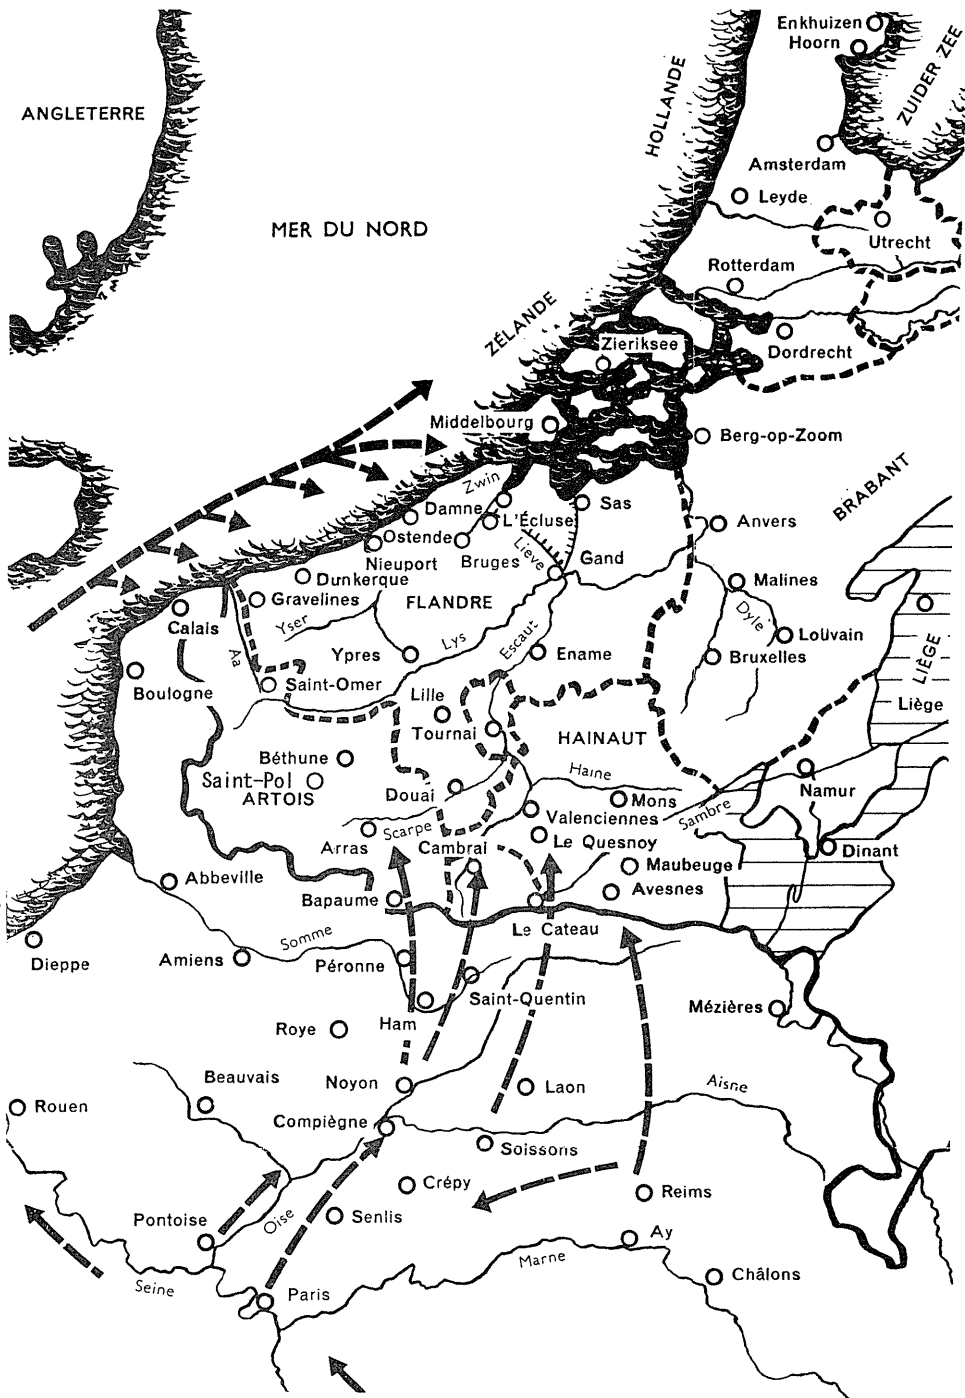 Enkhuizen
Hoorn
ZUIDER ZEE
HOLLANDE
ANGLETERRE
Amsterdam
Leyde
MER DU NORD
Utrecht
Rotterdam
ZÉLANDE
Zieriksee
Dordrecht
Middelbourg
Berg-op-Zoom
BRABANT
Zwin
Damne
Sas
L'Écluse
Anvers
Ostende
Lieve
Nieuport
Bruges
Gand
Dunkerque
Malines
Gravelines
FLANDRE
Dyle
Calais
Yser
Lys
Escaut
Louvain
Aa
Ypres
Ename
Bruxelles
LIÈGE
Boulogne
Saint-Omer
Lille
Liège
Tournai
HAINAUT
Béthune
Saint-Pol
ARTOIS
Haine
Douai
Mons
Namur
Valenciennes
Sambre
Arras
Scarpe
Cambrai
Le Quesnoy
Dinant
Maubeuge
Abbeville
Avesnes
Bapaume
Le Cateau
Somme
Dieppe
Amiens
Péronne
Saint-Quentin
Mézières
Roye
Ham
Beauvais
Noyon
Laon
Aisne
Rouen
Compiègne
Soissons
Crépy
Reims
Pontoise
Oise
Senlis
Ay
Marne
Châlons
Seine
Paris